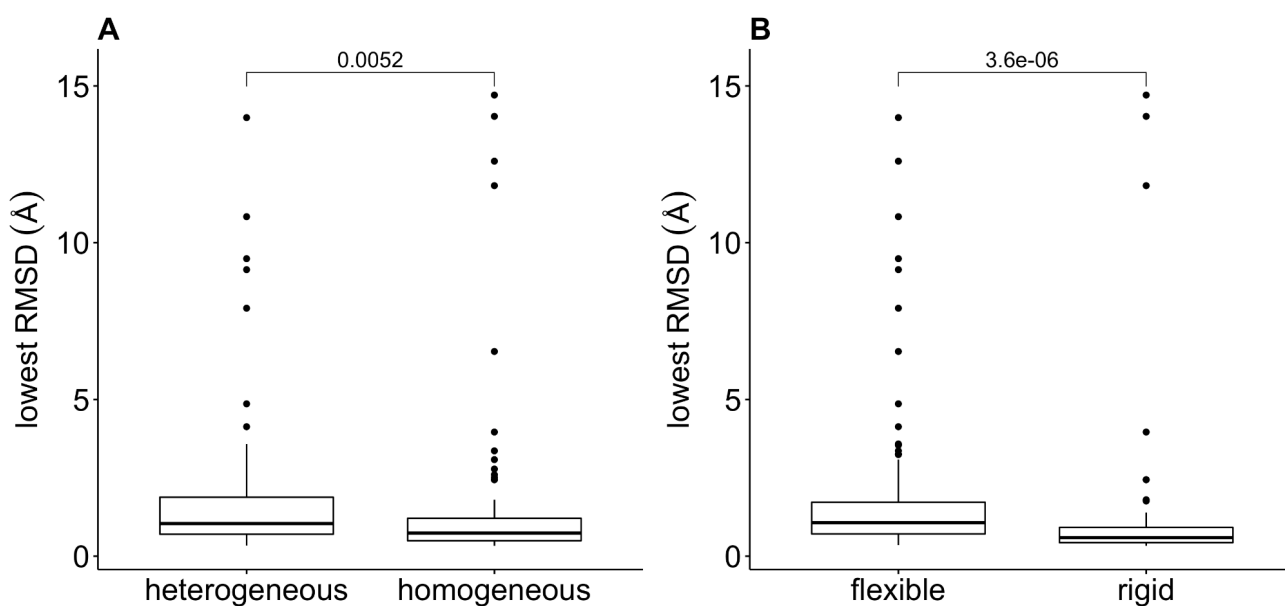 A
0.0052
15
10
5
0
lowest RMSD (Å)
heterogeneous homogeneous
B
3.6e-06
15
10
5
0
lowest RMSD (Å)
flexible rigid